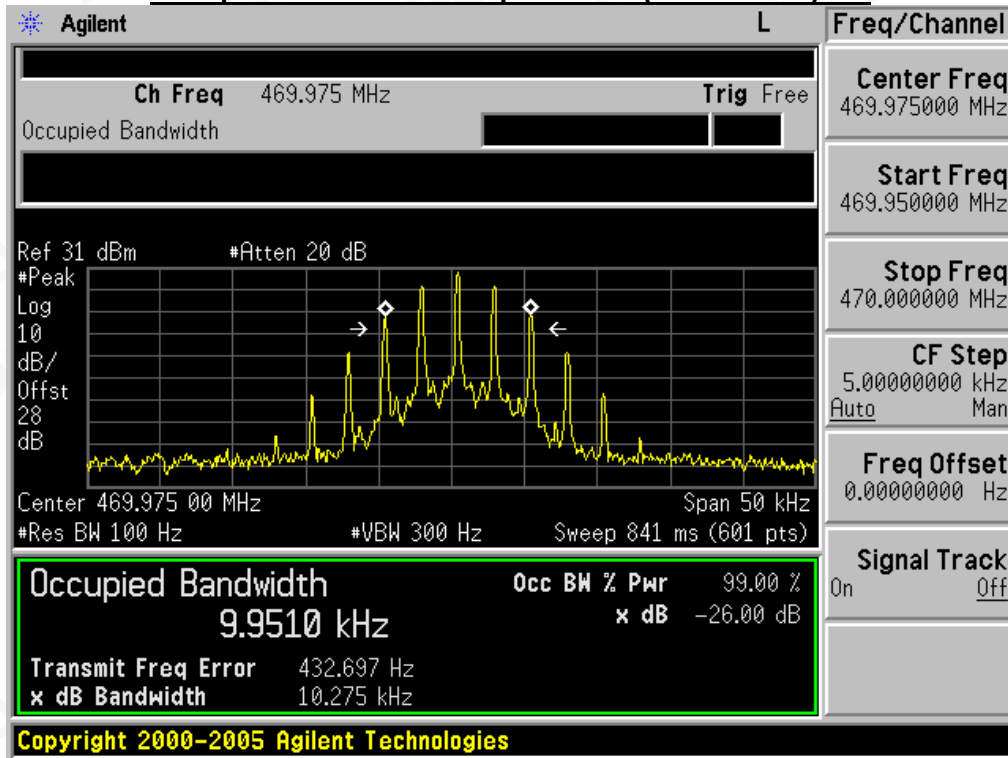 Agilent L
Freq/Channel
Ch Freq 469.975 MHz Trig Free
Occupied Bandwidth
Center Freq
469.975000 MHz
Start Freq
469.950000 MHz
Stop Freq
470.000000 MHz
CF Step
5.00000000 kHz
Auto Man
Freq Offset
0.00000000 Hz
Signal Track
On Off
Ref 31 dBm #Atten 20 dB
#Peak
Log
10
dB/
Offst
28
dB
Center 469.975 00 MHz Span 50 kHz
#Res BW 100 Hz #VBW 300 Hz Sweep 841 ms (601 pts)
Occupied Bandwidth Occ BW % Pwr 99.00 %
9.9510 kHz x dB -26.00 dB
Transmit Freq Error 432.697 Hz
x dB Bandwidth 10.275 kHz
Copyright 2000-2005 Agilent Technologies